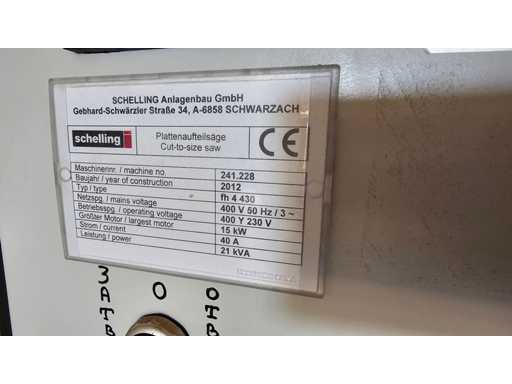 SCHELLING Anlagenbau GmbH
Gebhard-Schwärzler Straße 34, A-6858 SCHWARZACH
schelling
Plattenaufteilsäge
Cut-to-size saw
CE
Maschinennr. / machine no. 241.228
Baujahr / year of construction 2012
Typ / type fh 4 430
Netzspg. / mains voltage 400 V 50 Hz / 3 ~
Betriebsspg. / operating voltage 400 Y 230 V
Größter Motor / largest motor 15 kW
Strom / current 40 A
Leistung / power 21 kVA
ЗАТВ
О
ОТВ